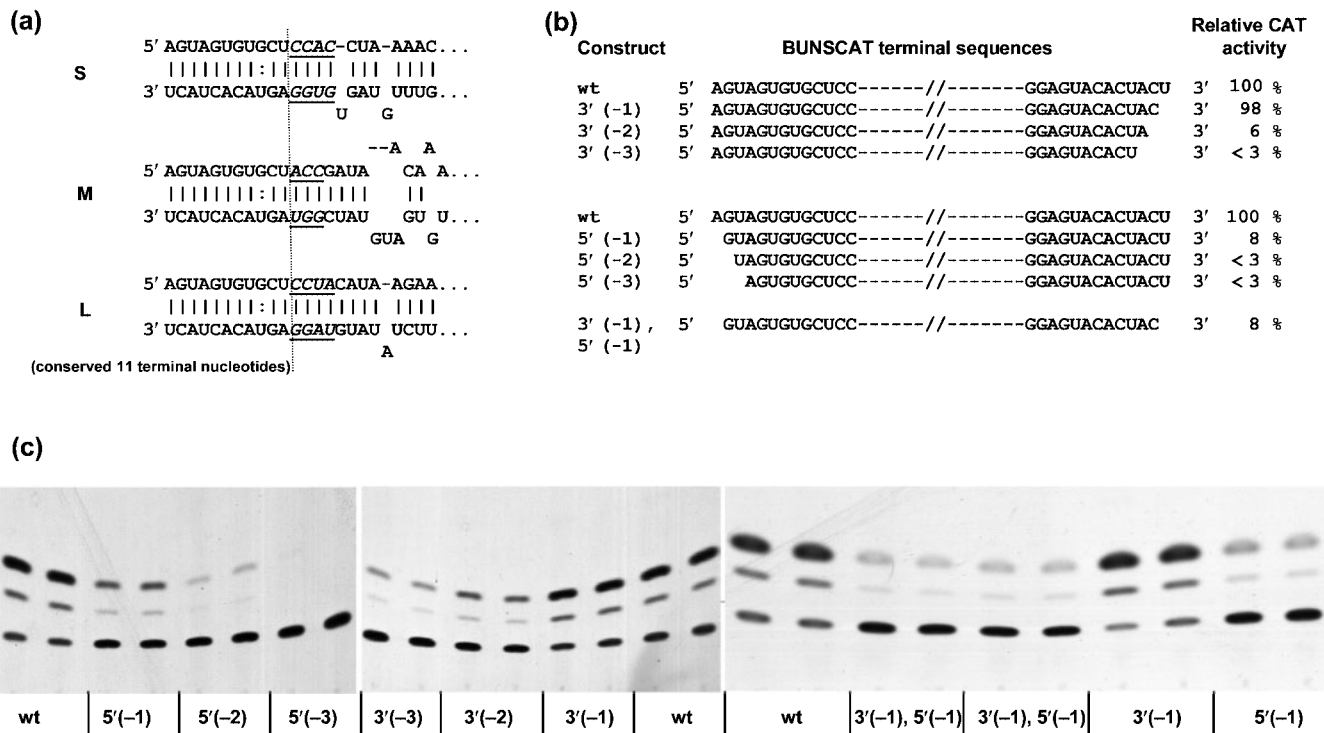 (a)
5′ AGUAGUGUGCUCCAC-CUA-AAAC...
S
||||||||||:|||| ||| ||||
3′ UCAUCACAUGAGGUG GAU UUUG...
U G
--A A
5′ AGUAGUGUGCUACCGAUA CA A...
M
3′ UCAUCACAUGAUGGCUAU GU U...
GUA G
5′ AGUAGUGUGCUCCUACAUA-AGAA...
L
3′ UCAUCACAUGAGGAUGUAU UCUU...
A
(conserved 11 terminal nucleotides)
(b)
Construct BUNSCAT terminal sequences Relative CAT activity
wt 5′ AGUAGUGUGCUCC------//-------GGAGUACACUACU 3′ 100 %
3′ (-1) 5′ AGUAGUGUGCUCC------//-------GGAGUACACUAC 3′ 98 %
3′ (-2) 5′ AGUAGUGUGCUCC------//-------GGAGUACACUA 3′ 6 %
3′ (-3) 5′ AGUAGUGUGCUCC------//-------GGAGUACACU 3′ < 3 %
wt 5′ AGUAGUGUGCUCC------//-------GGAGUACACUACU 3′ 100 %
5′ (-1) 5′ GUAGUGUGCUCC------//-------GGAGUACACUACU 3′ 8 %
5′ (-2) 5′ UAGUGUGCUCC------//-------GGAGUACACUACU 3′ < 3 %
5′ (-3) 5′ AGUGUGCUCC------//-------GGAGUACACUACU 3′ < 3 %
3′ (-1), 5′ GUAGUGUGCUCC------//-------GGAGUACACUAC 3′ 8 %
5′ (-1)
(c)
wt 5′(–1) 5′(–2) 5′(–3) 3′(–3) 3′(–2) 3′(–1) wt wt 3′(–1), 5′(–1) 3′(–1), 5′(–1) 3′(–1) 5′(–1)